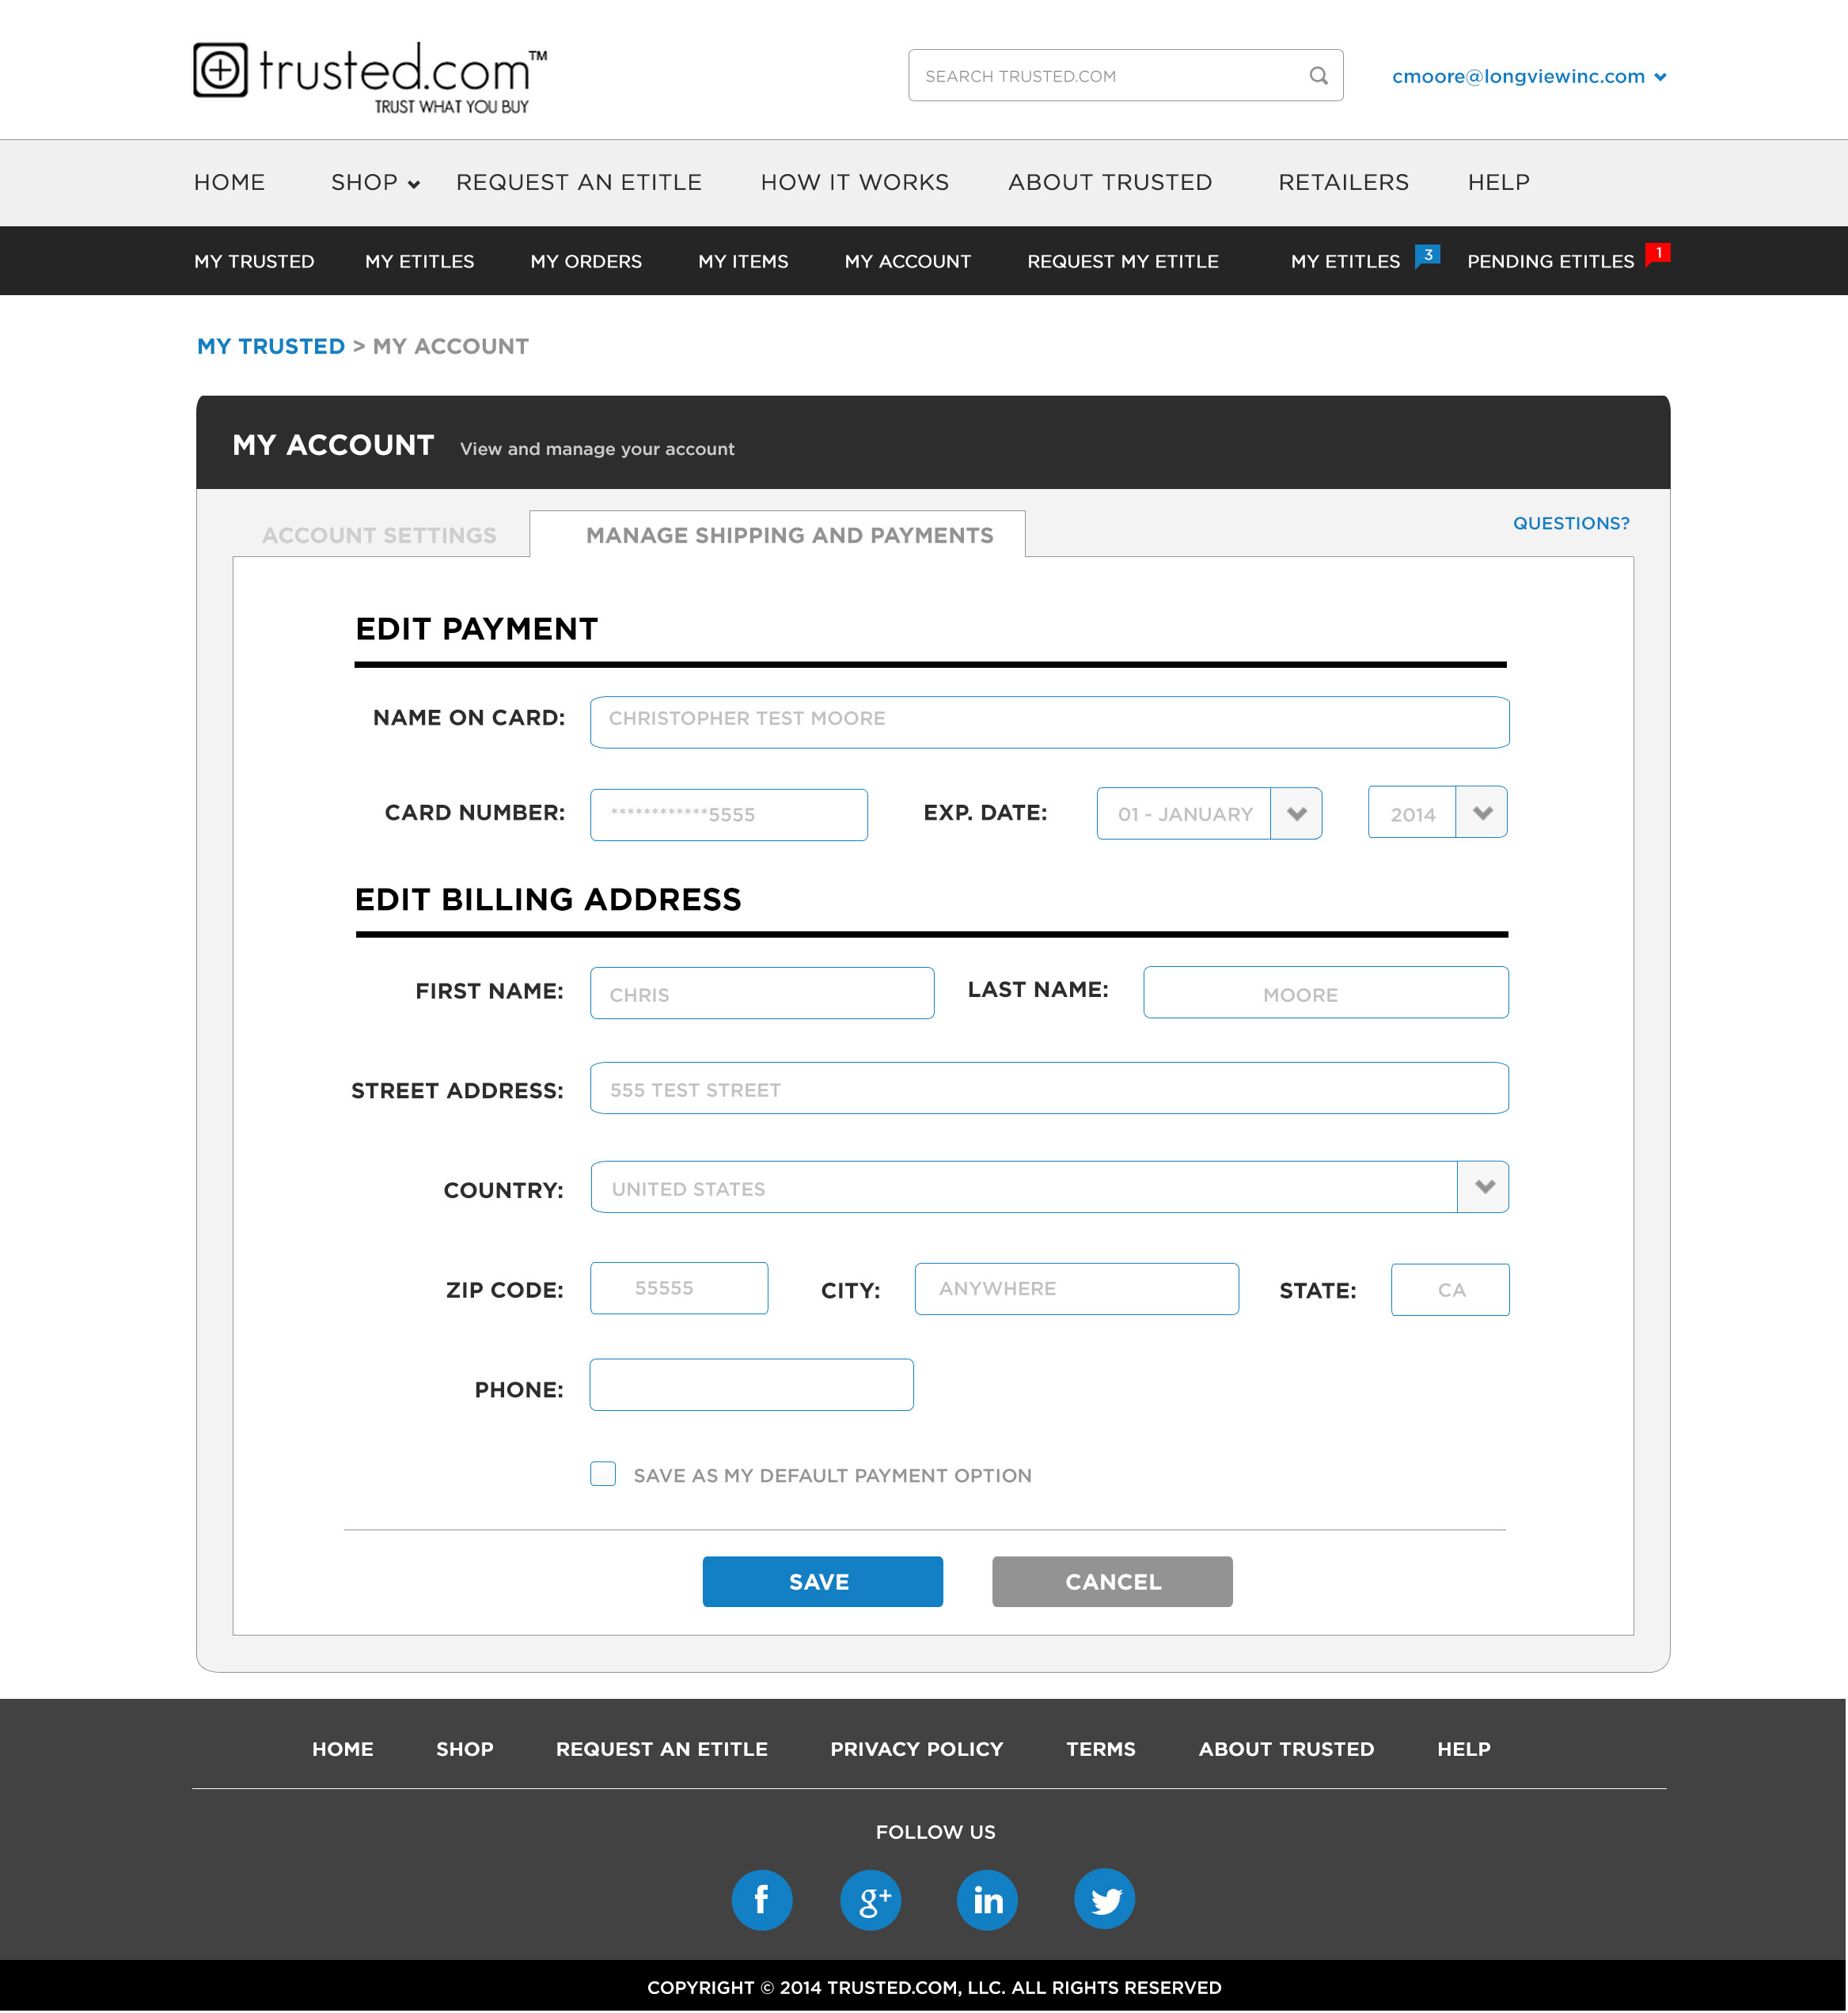 trusted.com™
TRUST WHAT YOU BUY
SEARCH TRUSTED.COM
cmoore@longviewinc.com
HOME SHOP REQUEST AN ETITLE HOW IT WORKS ABOUT TRUSTED RETAILERS HELP
MY TRUSTED MY ETITLES MY ORDERS MY ITEMS MY ACCOUNT REQUEST MY ETITLE MY ETITLES 3 PENDING ETITLES 1
MY TRUSTED > MY ACCOUNT
MY ACCOUNT View and manage your account
ACCOUNT SETTINGS MANAGE SHIPPING AND PAYMENTS QUESTIONS?
EDIT PAYMENT
NAME ON CARD: CHRISTOPHER TEST MOORE
CARD NUMBER: ************5555 EXP. DATE: 01 - JANUARY 2014
EDIT BILLING ADDRESS
FIRST NAME: CHRIS LAST NAME: MOORE
STREET ADDRESS: 555 TEST STREET
COUNTRY: UNITED STATES
ZIP CODE: 55555 CITY: ANYWHERE STATE: CA
PHONE:
SAVE AS MY DEFAULT PAYMENT OPTION
SAVE CANCEL
HOME SHOP REQUEST AN ETITLE PRIVACY POLICY TERMS ABOUT TRUSTED HELP
FOLLOW US
f g+ in
COPYRIGHT © 2014 TRUSTED.COM, LLC. ALL RIGHTS RESERVED